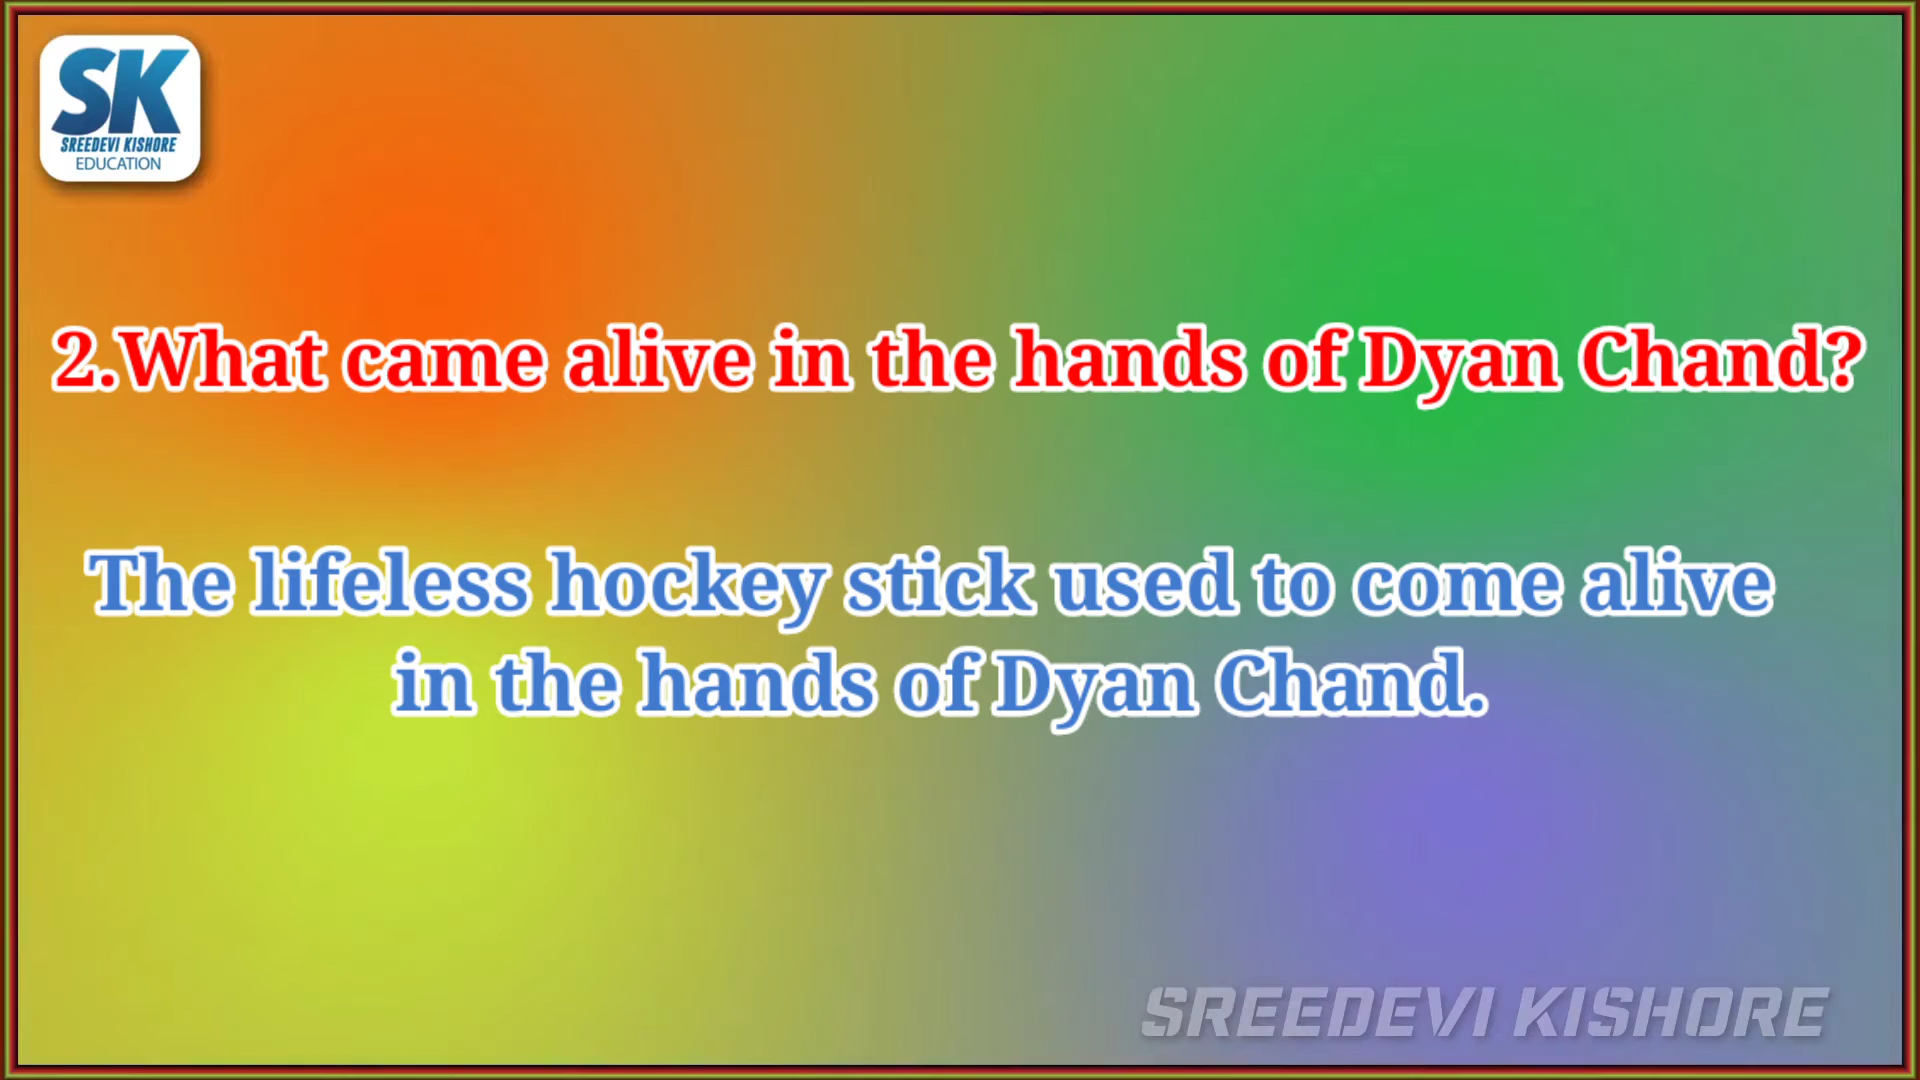 SK
SREEDEVI KISHORE
EDUCATION
2.What came alive in the hands of Dyan Chand?
The lifeless hockey stick used to come alive
in the hands of Dyan Chand.
SREEDEVI KISHORE